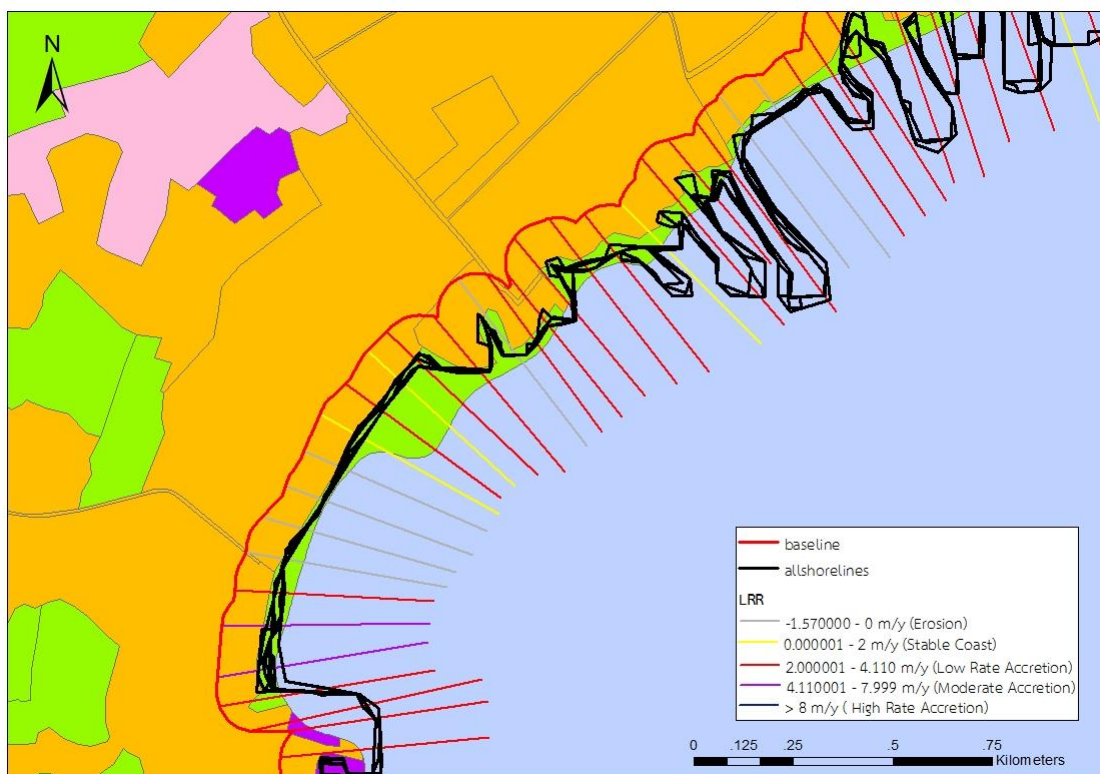 N
baseline
allshorelines
LRR
-1.570000 - 0 m/y (Erosion)
0.000001 - 2 m/y (Stable Coast)
2.000001 - 4.110 m/y (Low Rate Accretion)
4.110001 - 7.999 m/y (Moderate Accretion)
> 8 m/y ( High Rate Accretion)
0 .125 .25 .5 .75
Kilometers